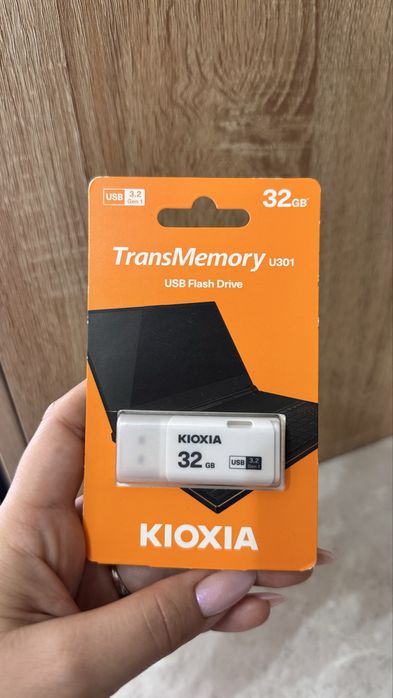 USB 3.2 Gen 1
32GB
TransMemory U301
USB Flash Drive
KIOXIA
32 GB
USB 3.2 Gen 1
KIOXIA